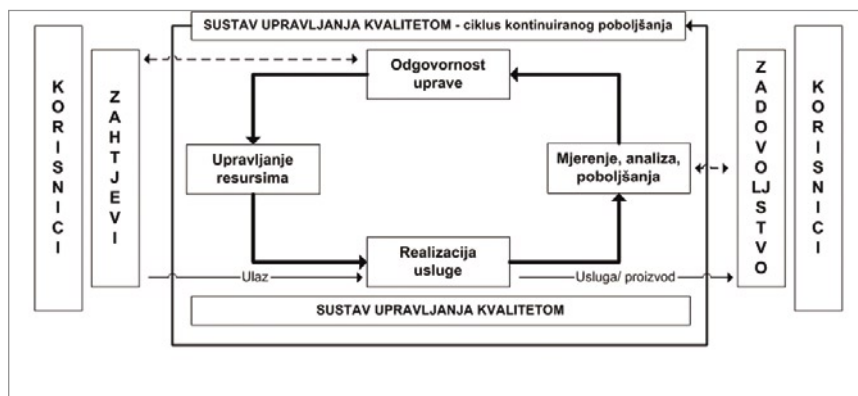 SUSTAV UPRAVLJANJA KVALITETOM - ciklus kontinuiranog poboljšanja
KORISNICI
ZAHTJEVI
Odgovornost
uprave
Upravljanje
resursima
Mjerenje, analiza,
poboljšanja
Realizacija
usluge
Ulaz
Usluga/ proizvod
ZADOVOLJSTVO
KORISNICI
SUSTAV UPRAVLJANJA KVALITETOM